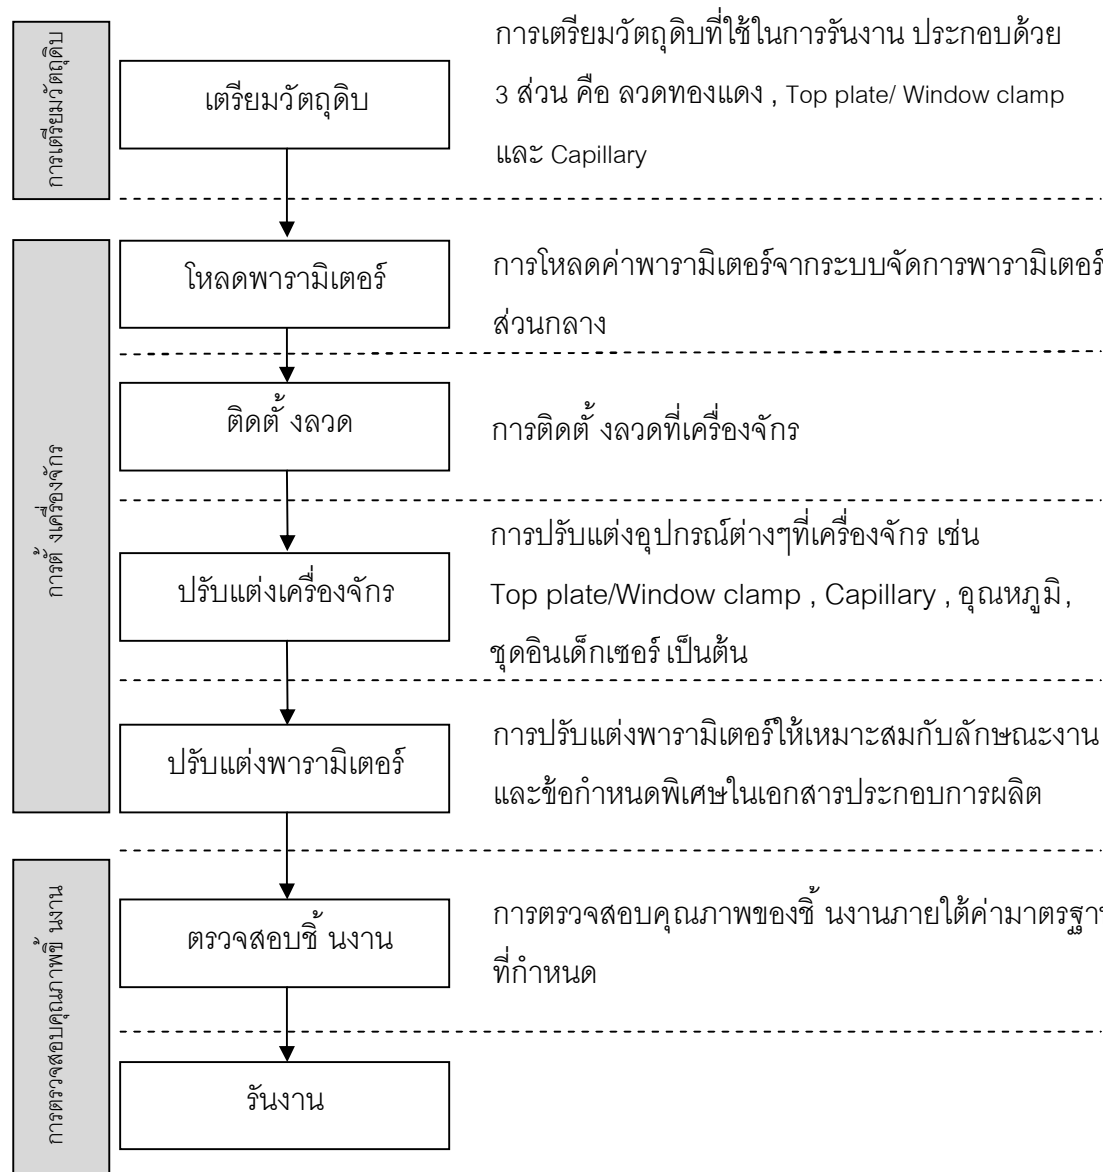 การเตรียมวัตถุดิบ
เตรียมวัตถุดิบ
การเตรียมวัตถุดิบที่ใช้ในการรันงาน ประกอบด้วย
3 ส่วน คือ ลวดทองแดง , Top plate/ Window clamp
และ Capillary
การตั้งเครื่องจักร
โหลดพารามิเตอร์
การโหลดค่าพารามิเตอร์จากระบบจัดการพารามิเตอร์
ส่วนกลาง
ติดตั้งลวด
การติดตั้งลวดที่เครื่องจักร
ปรับแต่งเครื่องจักร
การปรับแต่งอุปกรณ์ต่างๆที่เครื่องจักร เช่น
Top plate/Window clamp , Capillary , อุณหภูมิ,
ชุดอินเด็กเซอร์ เป็นต้น
ปรับแต่งพารามิเตอร์
การปรับแต่งพารามิเตอร์ให้เหมาะสมกับลักษณะงาน
และข้อกำหนดพิเศษในเอกสารประกอบการผลิต
การตรวจสอบคุณภาพชิ้นงาน
ตรวจสอบชิ้นงาน
การตรวจสอบคุณภาพของชิ้นงานภายใต้ค่ามาตรฐาน
ที่กำหนด
รันงาน